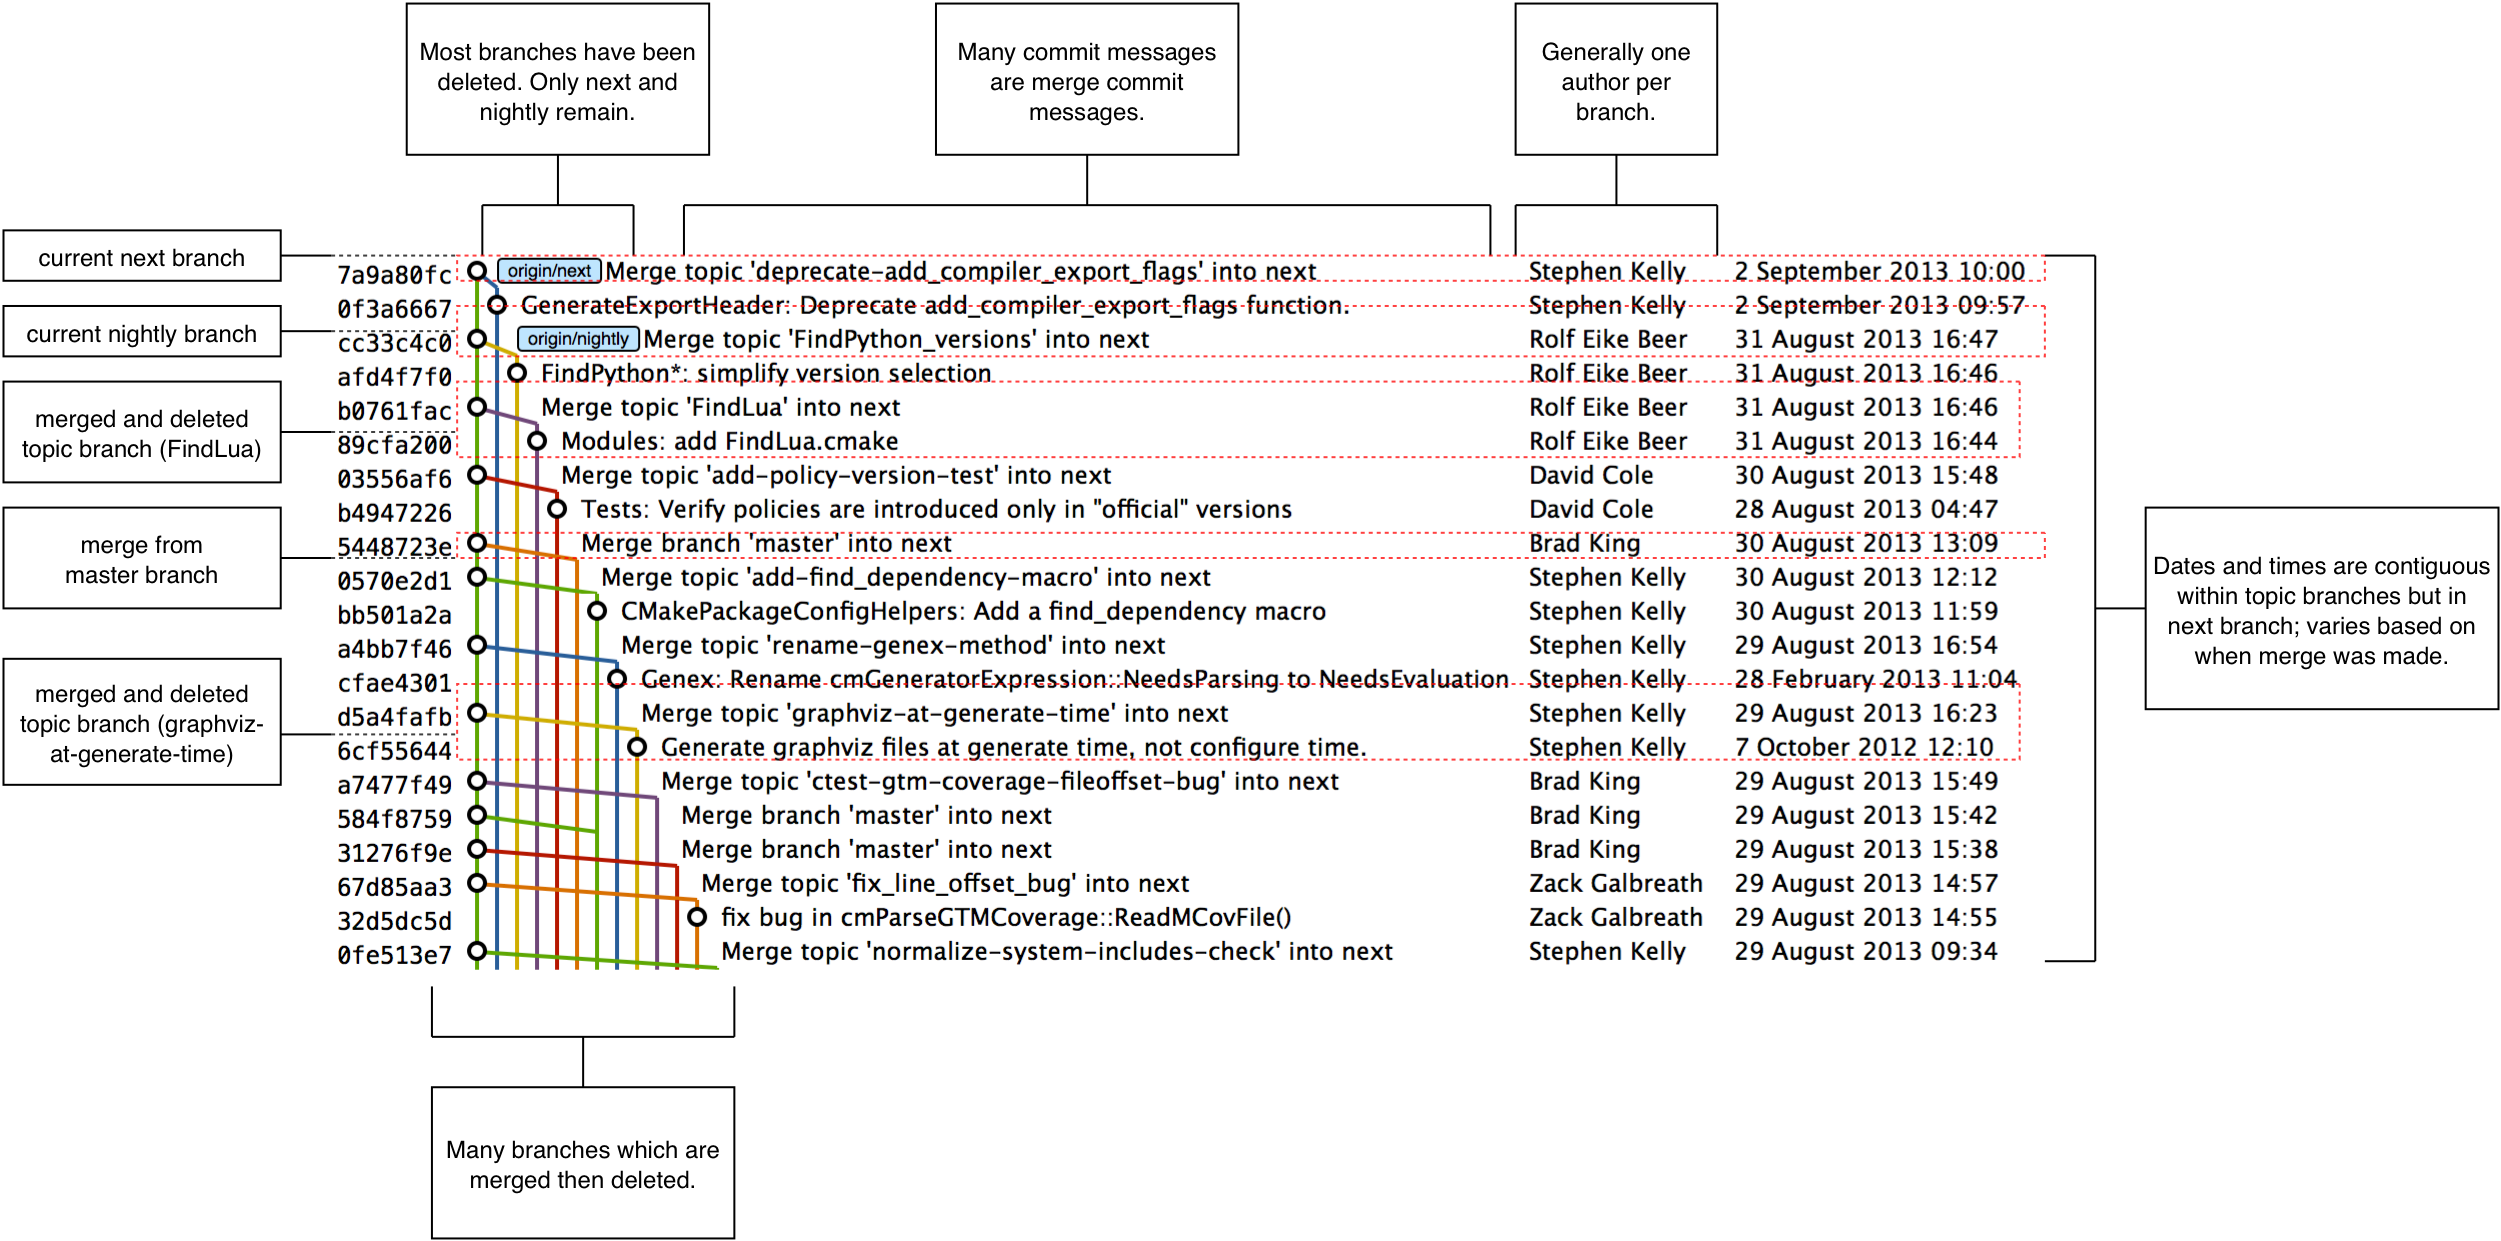 Most branches have been
deleted. Only next and
nightly remain.
Many commit messages
are merge commit
messages.
Generally one
author per
branch.
current next branch
current nightly branch
merged and deleted
topic branch (FindLua)
merge from
master branch
merged and deleted
topic branch (graphviz-
at-generate-time)
7a9a80fc origin/next Merge topic 'deprecate-add_compiler_export_flags' into next Stephen Kelly 2 September 2013 10:00
0f3a6667 GenerateExportHeader: Deprecate add_compiler_export_flags function. Stephen Kelly 2 September 2013 09:57
cc33c4c0 origin/nightly Merge topic 'FindPython_versions' into next Rolf Eike Beer 31 August 2013 16:47
afd4f7f0 FindPython*: simplify version selection Rolf Eike Beer 31 August 2013 16:46
b0761fac Merge topic 'FindLua' into next Rolf Eike Beer 31 August 2013 16:46
89cfa200 Modules: add FindLua.cmake Rolf Eike Beer 31 August 2013 16:44
03556af6 Merge topic 'add-policy-version-test' into next David Cole 30 August 2013 15:48
b4947226 Tests: Verify policies are introduced only in "official" versions David Cole 28 August 2013 04:47
5448723e Merge branch 'master' into next Brad King 30 August 2013 13:09
0570e2d1 Merge topic 'add-find_dependency-macro' into next Stephen Kelly 30 August 2013 12:12
bb501a2a CMakePackageConfigHelpers: Add a find_dependency macro Stephen Kelly 30 August 2013 11:59
a4bb7f46 Merge topic 'rename-genex-method' into next Stephen Kelly 29 August 2013 16:54
cfae4301 Genex: Rename cmGeneratorExpression::NeedsParsing to NeedsEvaluation Stephen Kelly 28 February 2013 11:04
d5a4fafb Merge topic 'graphviz-at-generate-time' into next Stephen Kelly 29 August 2013 16:23
6cf55644 Generate graphviz files at generate time, not configure time. Stephen Kelly 7 October 2012 12:10
a7477f49 Merge topic 'ctest-gtm-coverage-fileoffset-bug' into next Brad King 29 August 2013 15:49
584f8759 Merge branch 'master' into next Brad King 29 August 2013 15:42
31276f9e Merge branch 'master' into next Brad King 29 August 2013 15:38
67d85aa3 Merge topic 'fix_line_offset_bug' into next Zack Galbreath 29 August 2013 14:57
32d5dc5d fix bug in cmParseGTMCoverage::ReadMCovFile() Zack Galbreath 29 August 2013 14:55
0fe513e7 Merge topic 'normalize-system-includes-check' into next Stephen Kelly 29 August 2013 09:34
Dates and times are contiguous
within topic branches but in
next branch; varies based on
when merge was made.
Many branches which are
merged then deleted.